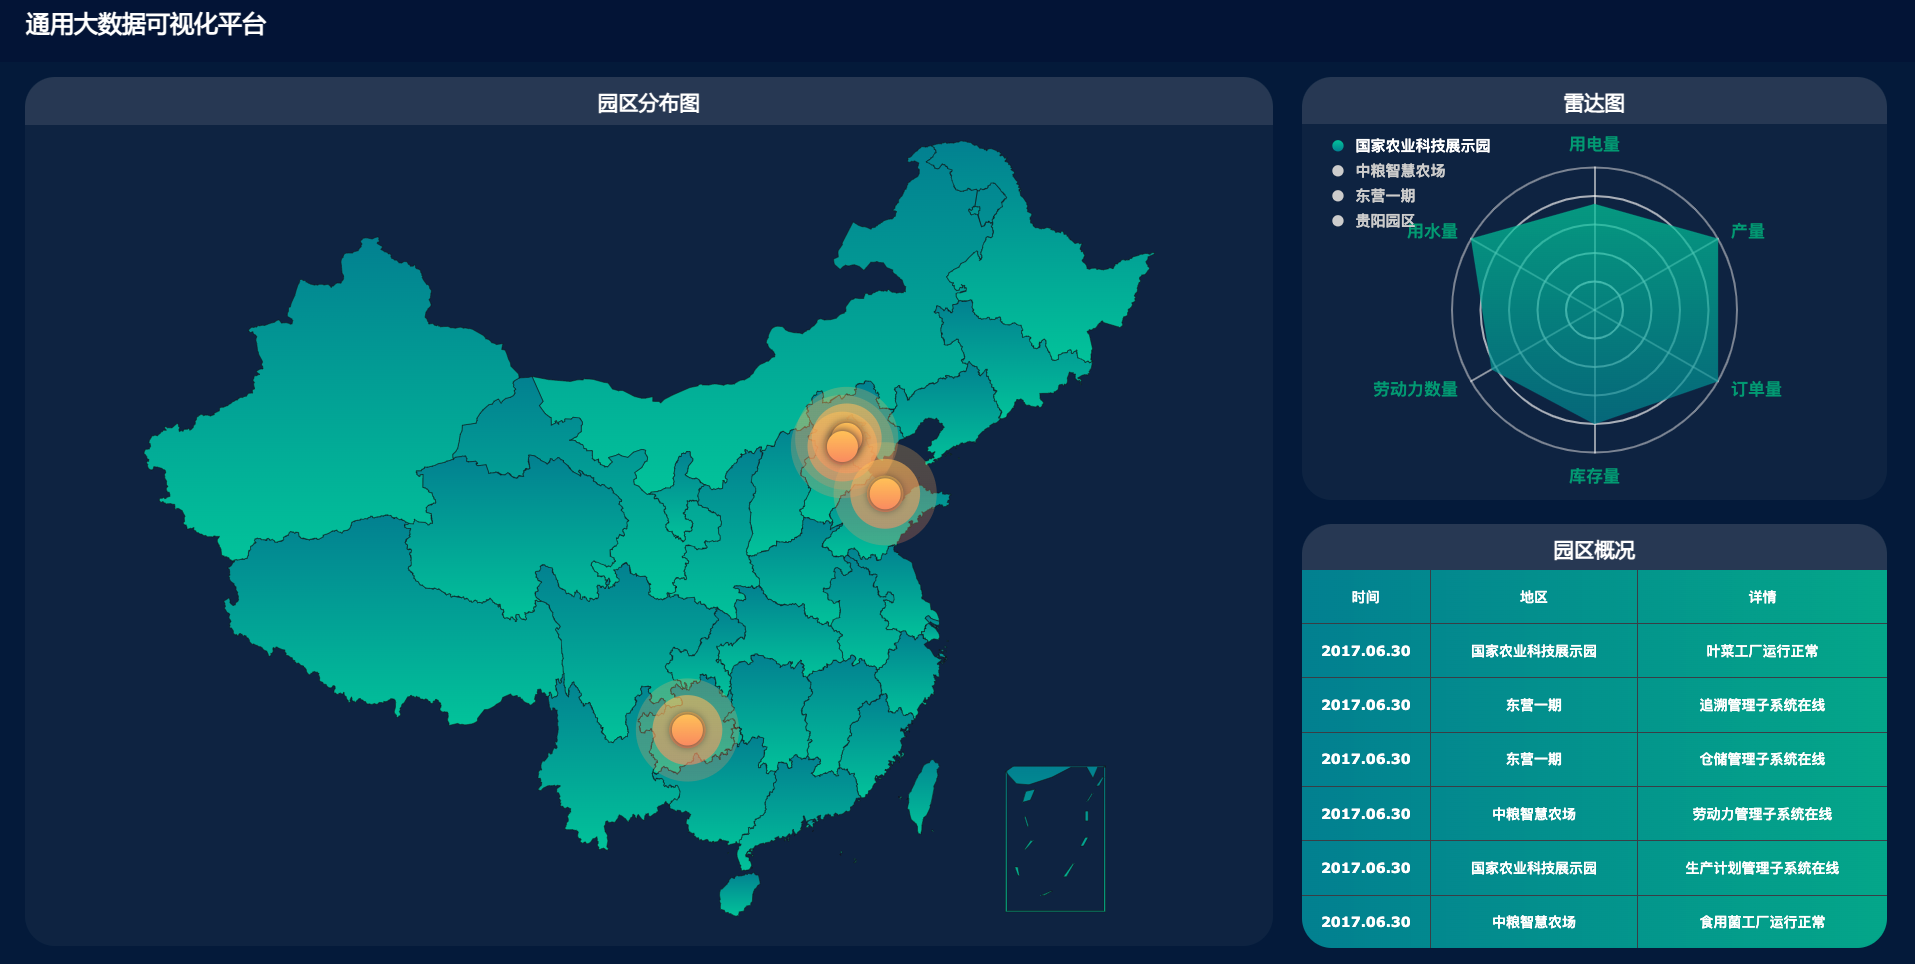 通用大数据可视化平台
园区分布图
雷达图
国家农业科技展示园
中粮智慧农场
东营一期
贵阳园区
用电量
用水量
产量
劳动力数量
订单量
库存量
园区概况
时间 地区 详情
2017.06.30 国家农业科技展示园 叶菜工厂运行正常
2017.06.30 东营一期 追溯管理子系统在线
2017.06.30 东营一期 仓储管理子系统在线
2017.06.30 中粮智慧农场 劳动力管理子系统在线
2017.06.30 国家农业科技展示园 生产计划管理子系统在线
2017.06.30 中粮智慧农场 食用菌工厂运行正常